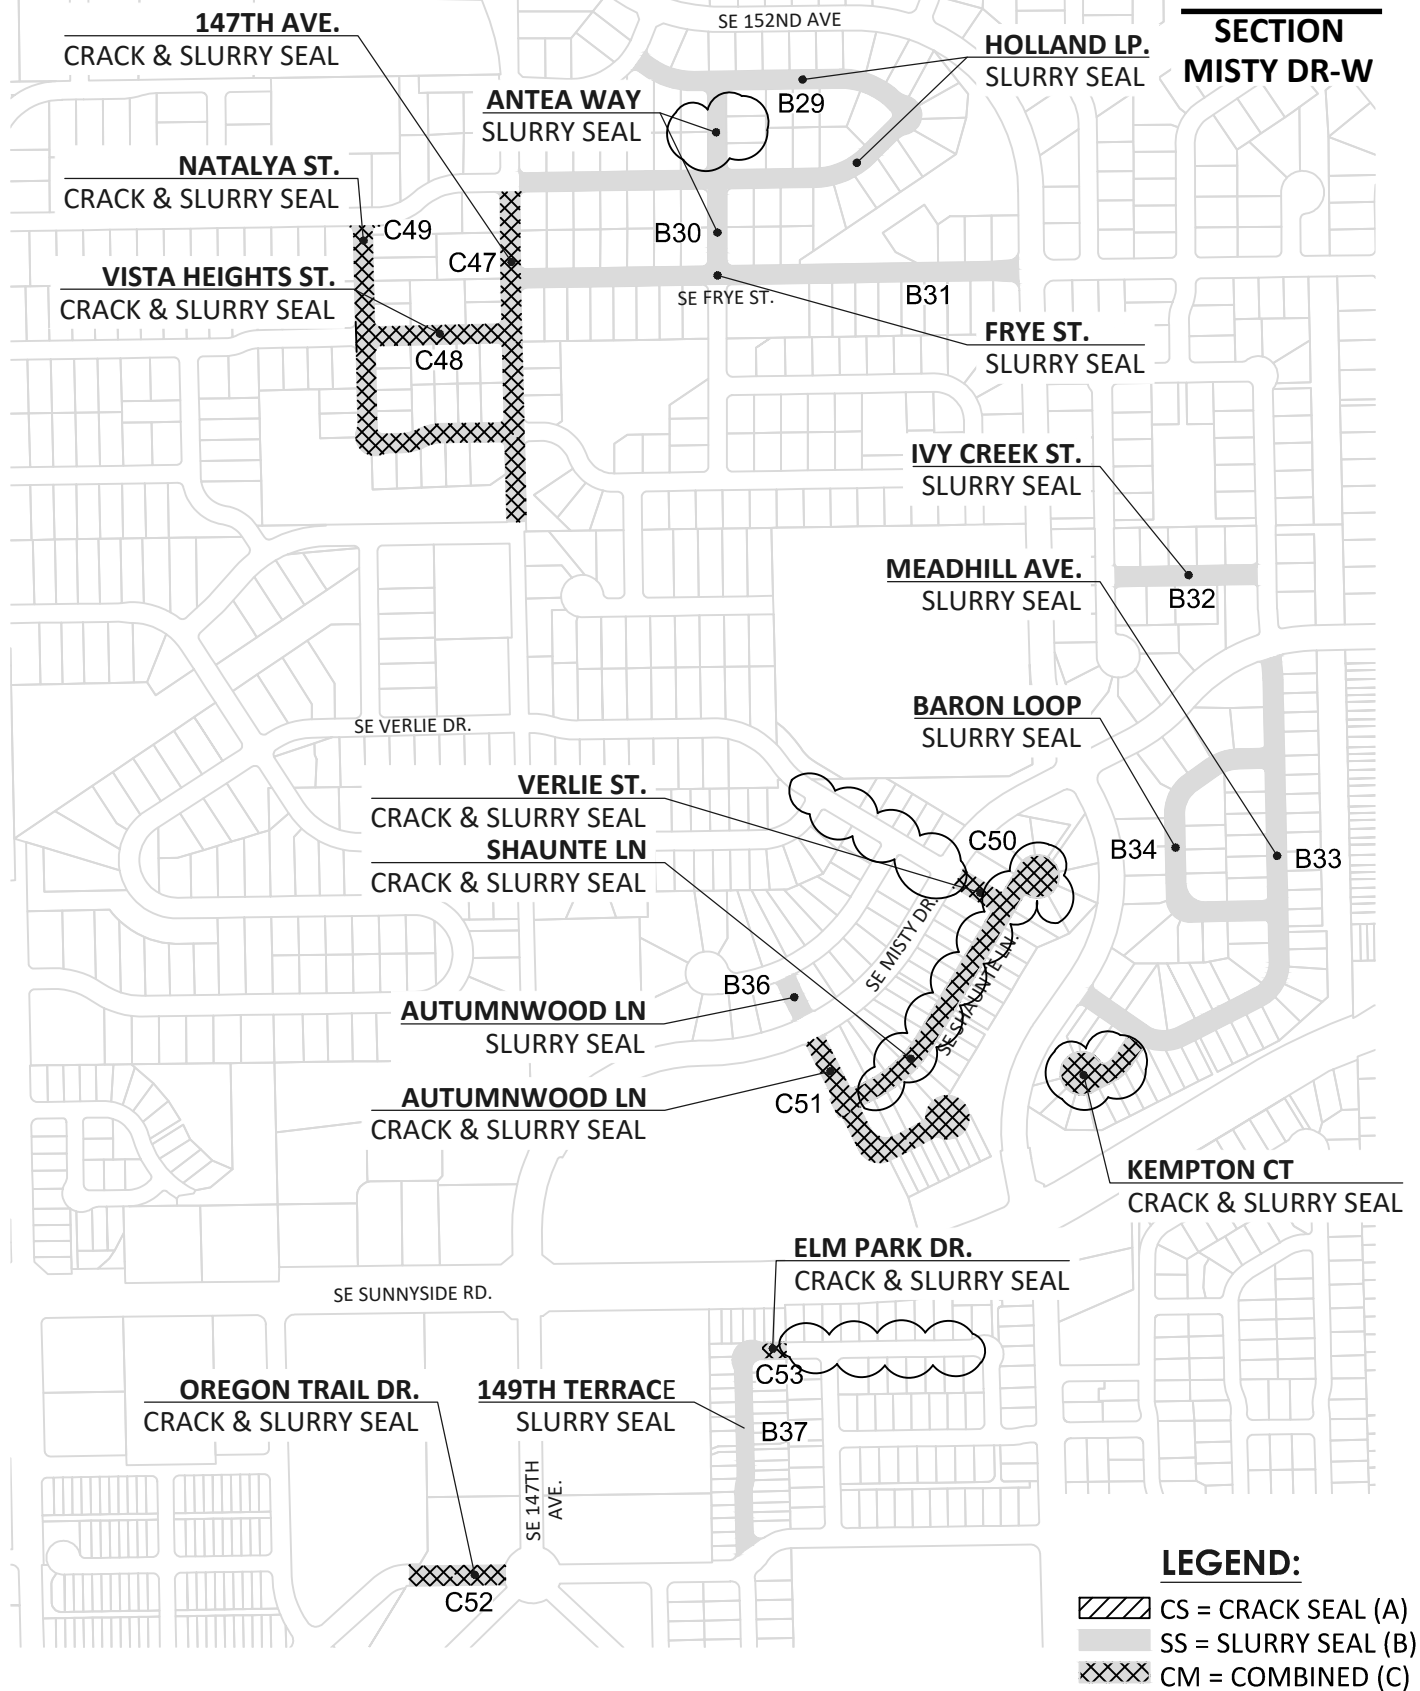 SE 152ND AVE
SECTION
MISTY DR-W
147TH AVE.
CRACK & SLURRY SEAL
HOLLAND LP.
SLURRY SEAL
B29
ANTEA WAY
SLURRY SEAL
NATALYA ST.
CRACK & SLURRY SEAL
C49
B30
C47
VISTA HEIGHTS ST.
CRACK & SLURRY SEAL
SE FRYE ST.
B31
FRYE ST.
SLURRY SEAL
C48
IVY CREEK ST.
SLURRY SEAL
MEADHILL AVE.
SLURRY SEAL
B32
BARON LOOP
SLURRY SEAL
SE VERLIE DR.
VERLIE ST.
CRACK & SLURRY SEAL
C50
B34
B33
SHAUNTE LN
CRACK & SLURRY SEAL
SE MISTY DR.
SE SHAUNTE LN.
B36
AUTUMNWOOD LN
SLURRY SEAL
AUTUMNWOOD LN
CRACK & SLURRY SEAL
C51
KEMPTON CT
CRACK & SLURRY SEAL
ELM PARK DR.
CRACK & SLURRY SEAL
SE SUNNYSIDE RD.
C53
OREGON TRAIL DR.
CRACK & SLURRY SEAL
149TH TERRACE
SLURRY SEAL
B37
SE 147TH
AVE.
C52
LEGEND:
CS = CRACK SEAL (A)
SS = SLURRY SEAL (B)
CM = COMBINED (C)